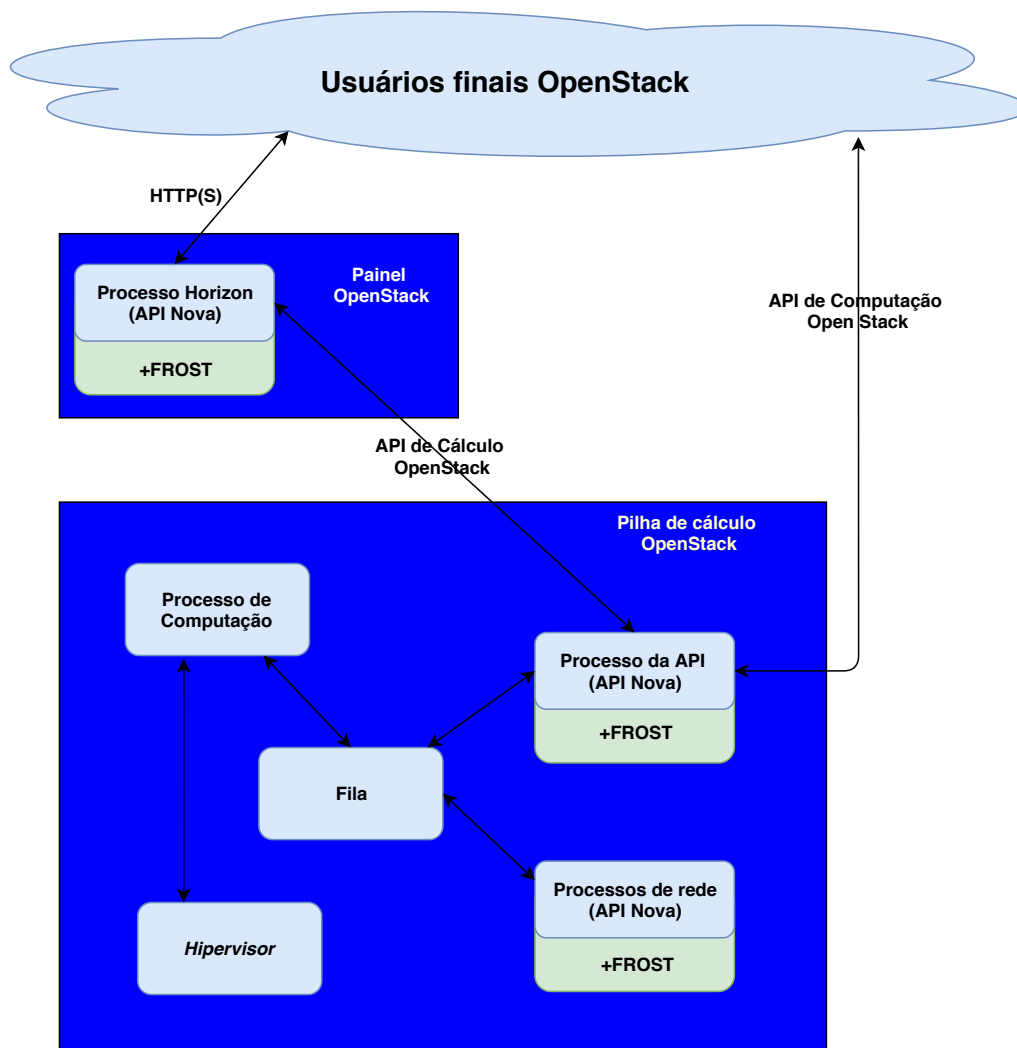 Usuários finais OpenStack
HTTP(S)
Painel
OpenStack
Processo Horizon
(API Nova)
+FROST
API de Computação
Open Stack
API de Cálculo
OpenStack
Pilha de cálculo
OpenStack
Processo de
Computação
Processo da API
(API Nova)
+FROST
Fila
Processos de rede
(API Nova)
+FROST
Hipervisor